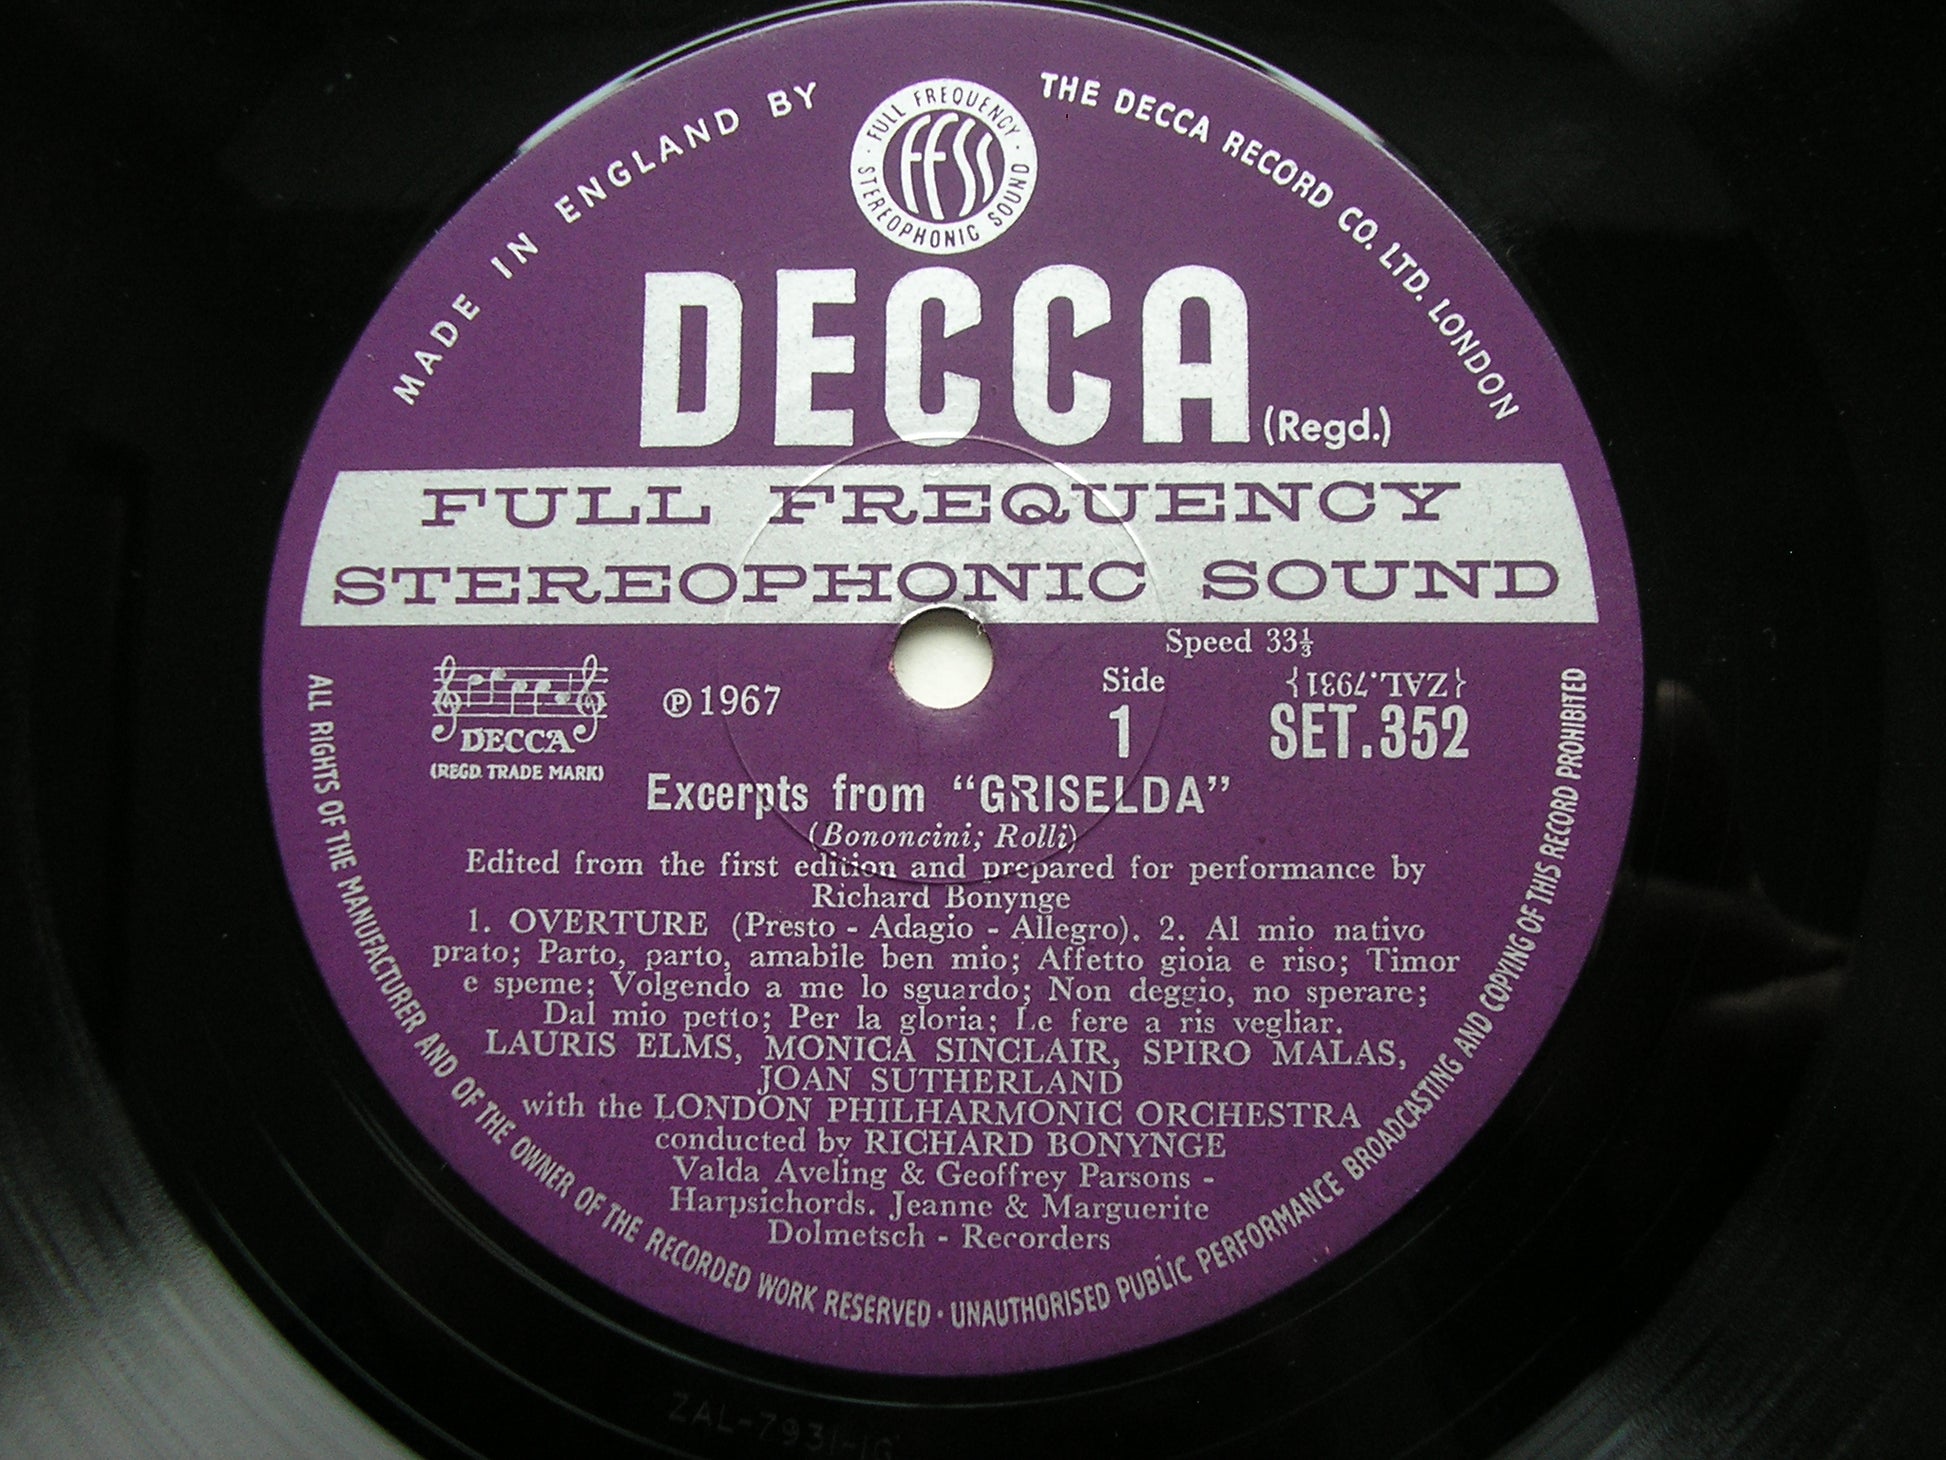 MADE IN ENGLAND BY
THE DECCA RECORD CO. LTD. LONDON
FULL FREQUENCY
ffss
STEREOPHONIC SOUND
DECCA (Regd.)
FULL FREQUENCY
STEREOPHONIC SOUND
Speed 33⅓
DECCA
(REGD. TRADE MARK)
℗1967
Side
1
{ZAL.7931}
SET.352
Excerpts from “GRISELDA”
(Bononcini; Rolli)
Edited from the first edition and prepared for performance by
Richard Bonynge
1. OVERTURE (Presto - Adagio - Allegro). 2. Al mio nativo
prato; Parto, parto, amabile ben mio; Affetto gioia e riso; Timor
e speme; Volgendo a me lo sguardo; Non deggio, no sperare;
Dal mio petto; Per la gloria; Le fere a ris vegliar.
LAURIS ELMS, MONICA SINCLAIR, SPIRO MALAS,
JOAN SUTHERLAND
with the LONDON PHILHARMONIC ORCHESTRA
conducted by RICHARD BONYNGE
Valda Aveling & Geoffrey Parsons -
Harpsichords. Jeanne & Marguerite
Dolmetsch - Recorders
ALL RIGHTS OF THE MANUFACTURER AND OF THE OWNER OF THE RECORDED WORK RESERVED · UNAUTHORISED PUBLIC PERFORMANCE BROADCASTING AND COPYING OF THIS RECORD PROHIBITED
ZAL-7931-1G